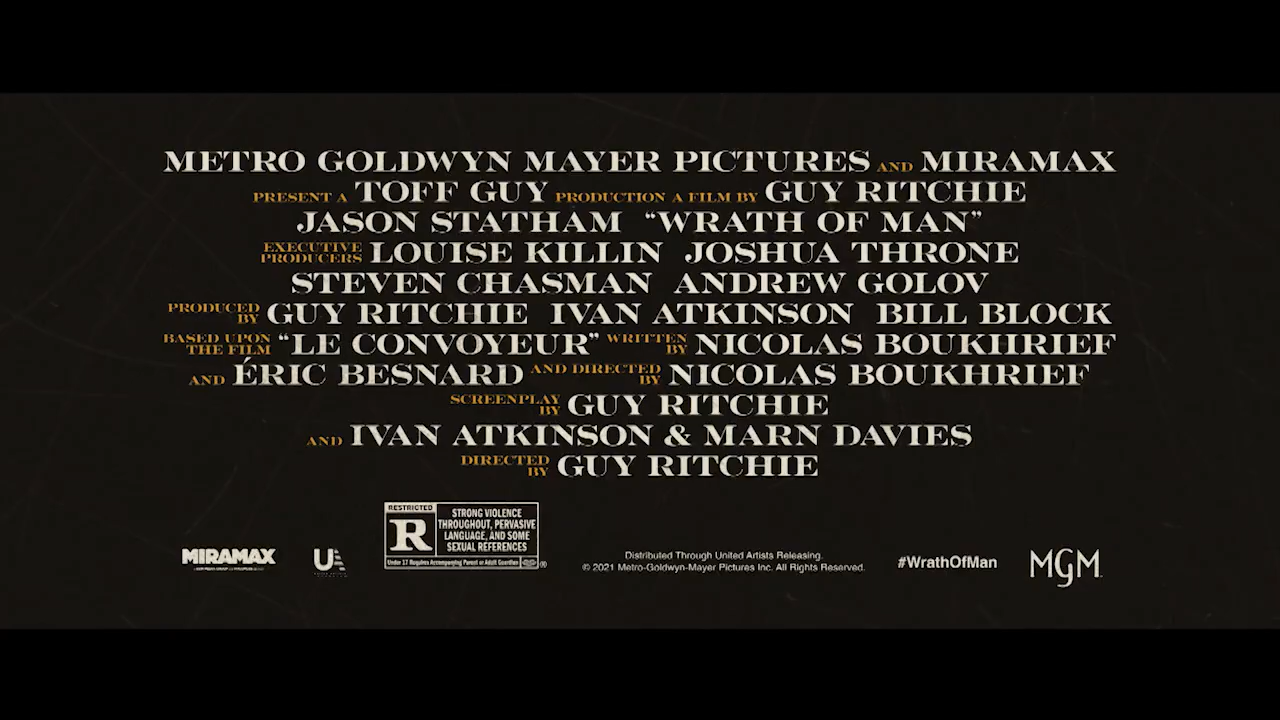 METRO GOLDWYN MAYER PICTURES AND MIRAMAX
PRESENT A TOFF GUY PRODUCTION A FILM BY GUY RITCHIE
JASON STATHAM “WRATH OF MAN”
EXECUTIVE PRODUCERS LOUISE KILLIN JOSHUA THRONE
STEVEN CHASMAN ANDREW GOLOV
PRODUCED BY GUY RITCHIE IVAN ATKINSON BILL BLOCK
BASED UPON THE FILM “LE CONVOYEUR” WRITTEN BY NICOLAS BOUKHRIEF
AND ÉRIC BESNARD AND DIRECTED BY NICOLAS BOUKHRIEF
SCREENPLAY BY GUY RITCHIE
AND IVAN ATKINSON & MARN DAVIES
DIRECTED BY GUY RITCHIE
MIRAMAX
UA
RESTRICTED
R
STRONG VIOLENCE
THROUGHOUT, PERVASIVE
LANGUAGE, AND SOME
SEXUAL REFERENCES
Under 17 Requires Accompanying Parent or Adult Guardian
®
Distributed Through United Artists Releasing.
© 2021 Metro-Goldwyn-Mayer Pictures Inc. All Rights Reserved.
#WrathOfMan
MGM